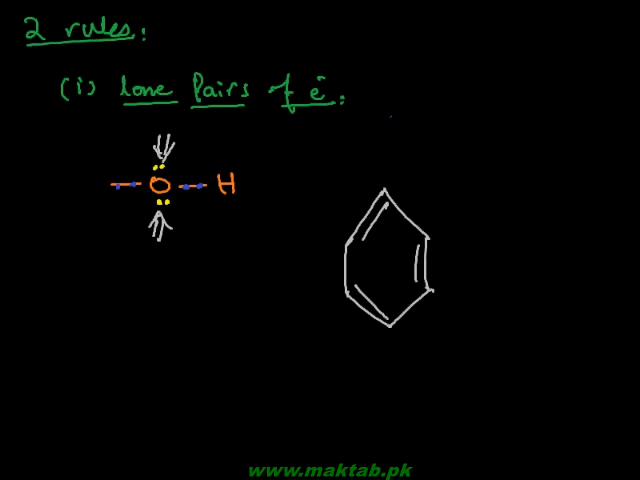 2 rules:
(i) lone pairs of e⁻:
— O — H
www.maktab.pk